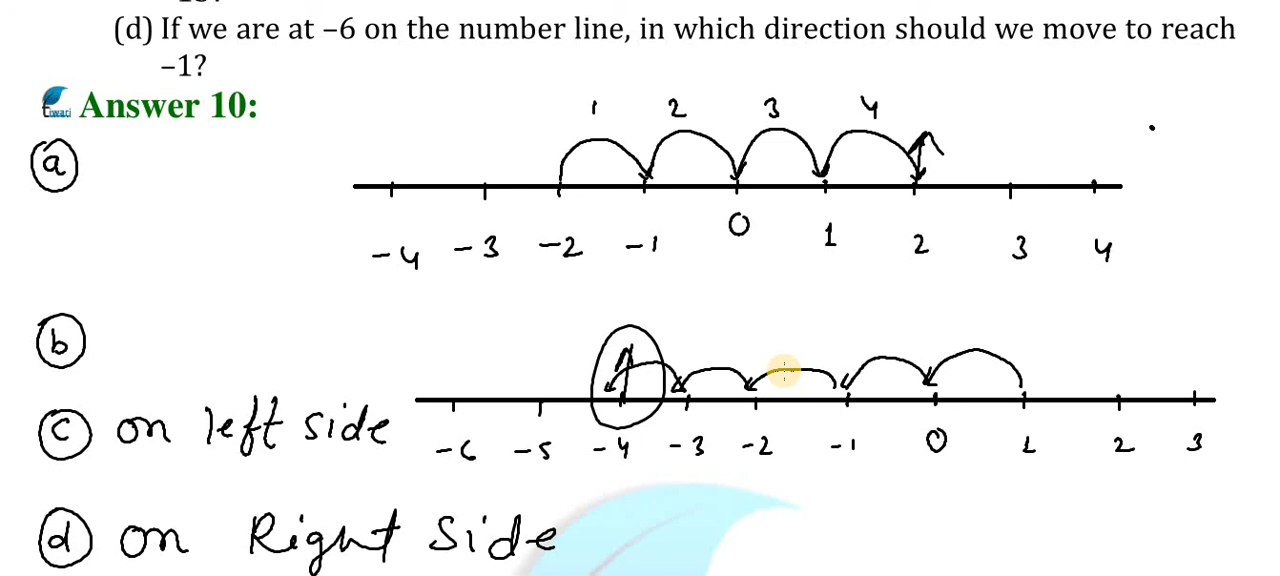 (d) If we are at –6 on the number line, in which direction should we move to reach
–1?
Answer 10:
1 2 3 4
(a)
-4 -3 -2 -1 0 1 2 3 4
(b)
(c) on left side
-6 -5 -4 -3 -2 -1 0 1 2 3
(d) on Right Side